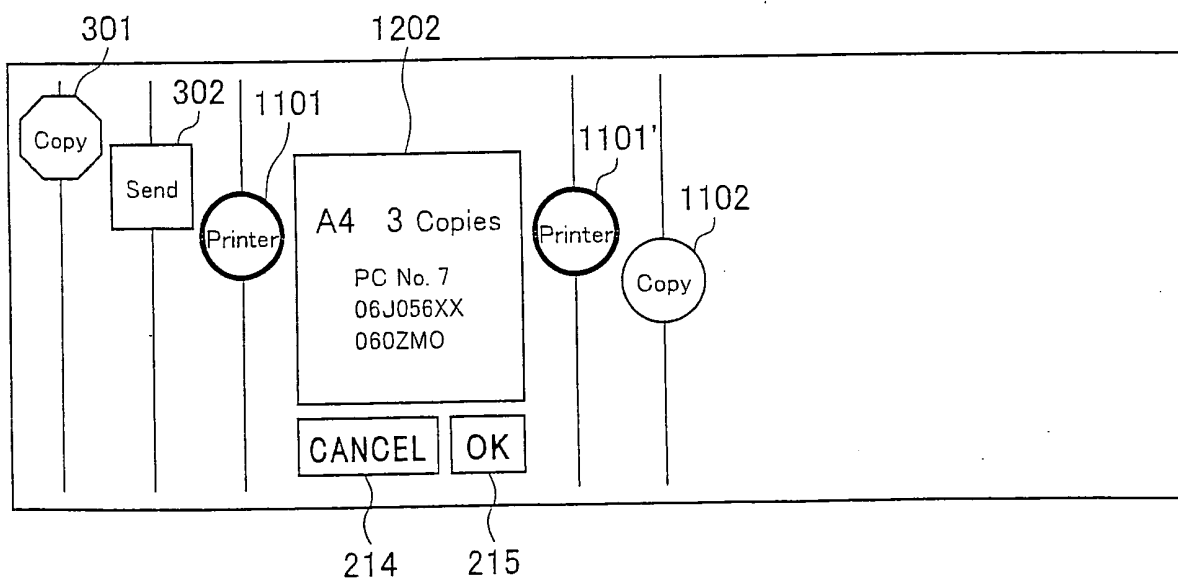 301
1202
302
1101
1101'
1102
Copy
Send
Printer
A4 3 Copies
PC No. 7
06J056XX
060ZMO
Printer
Copy
CANCEL
OK
214
215